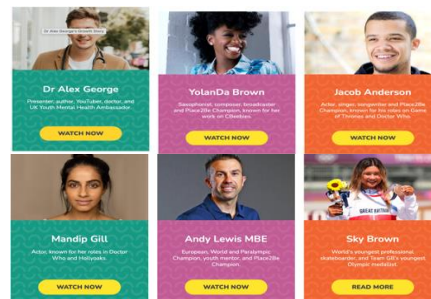 Dr Alex George's Growth Story
Dr Alex George
Presenter, author, YouTuber, doctor, and
UK Youth Mental Health Ambassador.
WATCH NOW
YolanDa Brown
Saxophonist, composer, broadcaster
and Place2Be Champion, known for her
work on CBeebies.
WATCH NOW
Jacob Anderson
Actor, singer, songwriter and Place2Be
Champion, known for his roles on Game
of Thrones and Doctor Who
WATCH NOW
Mandip Gill
Actor, known for her roles in Doctor
Who and Hollyoaks
WATCH NOW
Andy Lewis MBE
European, World and Paralympic
Champion, youth mentor, and Place2Be
Champion.
WATCH NOW
GREAT BRITAIN
Sky Brown
World's youngest professional
skateboarder, and Team GB's youngest
Olympic medallist.
READ MORE